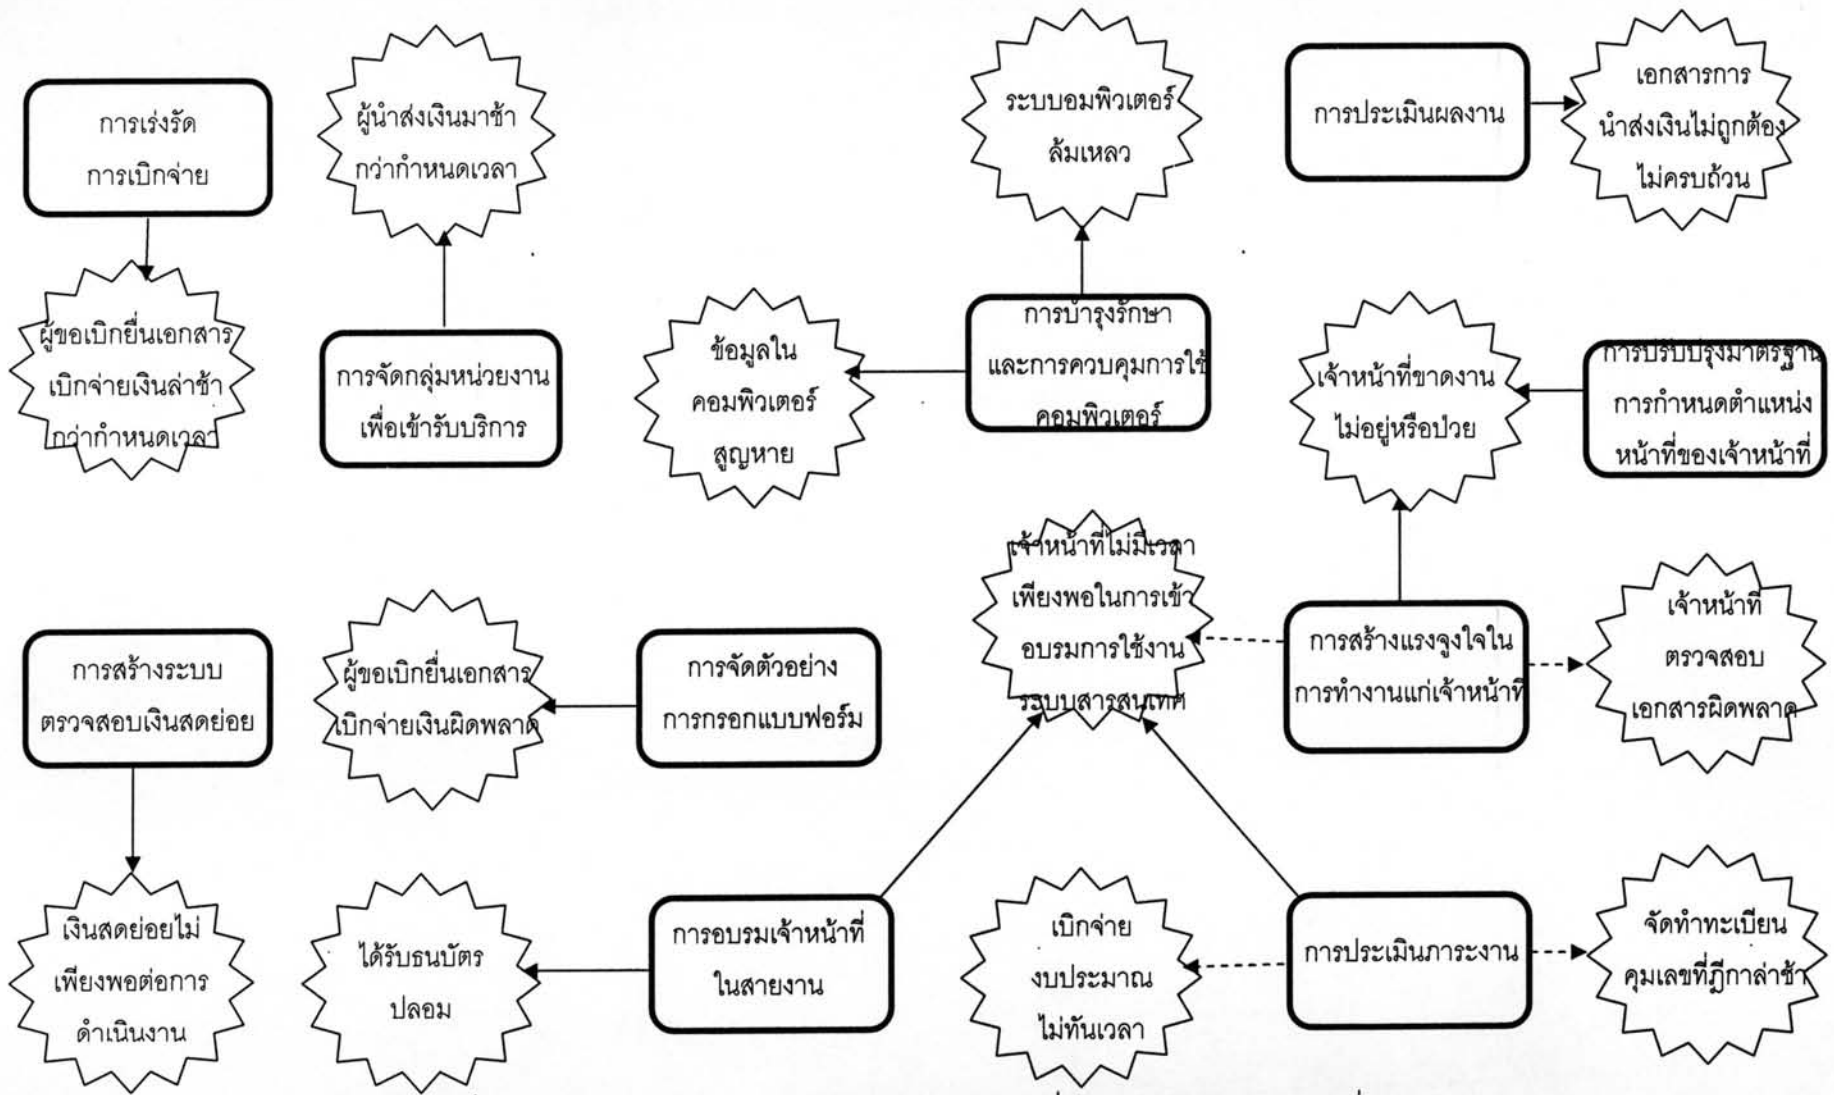 การเร่งรัด
การเบิกจ่าย
ผู้นำส่งเงินมาช้า
กว่ากำหนดเวลา
ระบบอมพิวเตอร์
ล้มเหลว
การประเมินผลงาน
เอกสารการ
นำส่งเงินไม่ถูกต้อง
ไม่ครบถ้วน
ผู้ขอเบิกยื่นเอกสาร
เบิกจ่ายเงินล่าช้า
กว่ากำหนดเวลา
การจัดกลุ่มหน่วยงาน
เพื่อเข้ารับบริการ
ข้อมูลใน
คอมพิวเตอร์
สูญหาย
การบำรุงรักษา
และการควบคุมการใช้
คอมพิวเตอร์
เจ้าหน้าที่ขาดงาน
ไม่อยู่หรือป่วย
การปรับปรุงมาตรฐาน
การกำหนดตำแหน่ง
หน้าที่ของเจ้าหน้าที่
การสร้างระบบ
ตรวจสอบเงินสดย่อย
ผู้ขอเบิกยื่นเอกสาร
เบิกจ่ายเงินผิดพลาด
การจัดตัวอย่าง
การกรอกแบบฟอร์ม
เจ้าหน้าที่ไม่มีเวลา
เพียงพอในการเข้า
อบรมการใช้งาน
ระบบสารสนเทศ
การสร้างแรงจูงใจใน
การทำงานแก่เจ้าหน้าที่
เจ้าหน้าที่
ตรวจสอบ
เอกสารผิดพลาด
เงินสดย่อยไม่
เพียงพอต่อการ
ดำเนินงาน
ได้รับธนบัตร
ปลอม
การอบรมเจ้าหน้าที่
ในสายงาน
เบิกจ่าย
งบประมาณ
ไม่ทันเวลา
การประเมินภาระงาน
จัดทำทะเบียน
คุมเลขที่ฎีกาล่าช้า